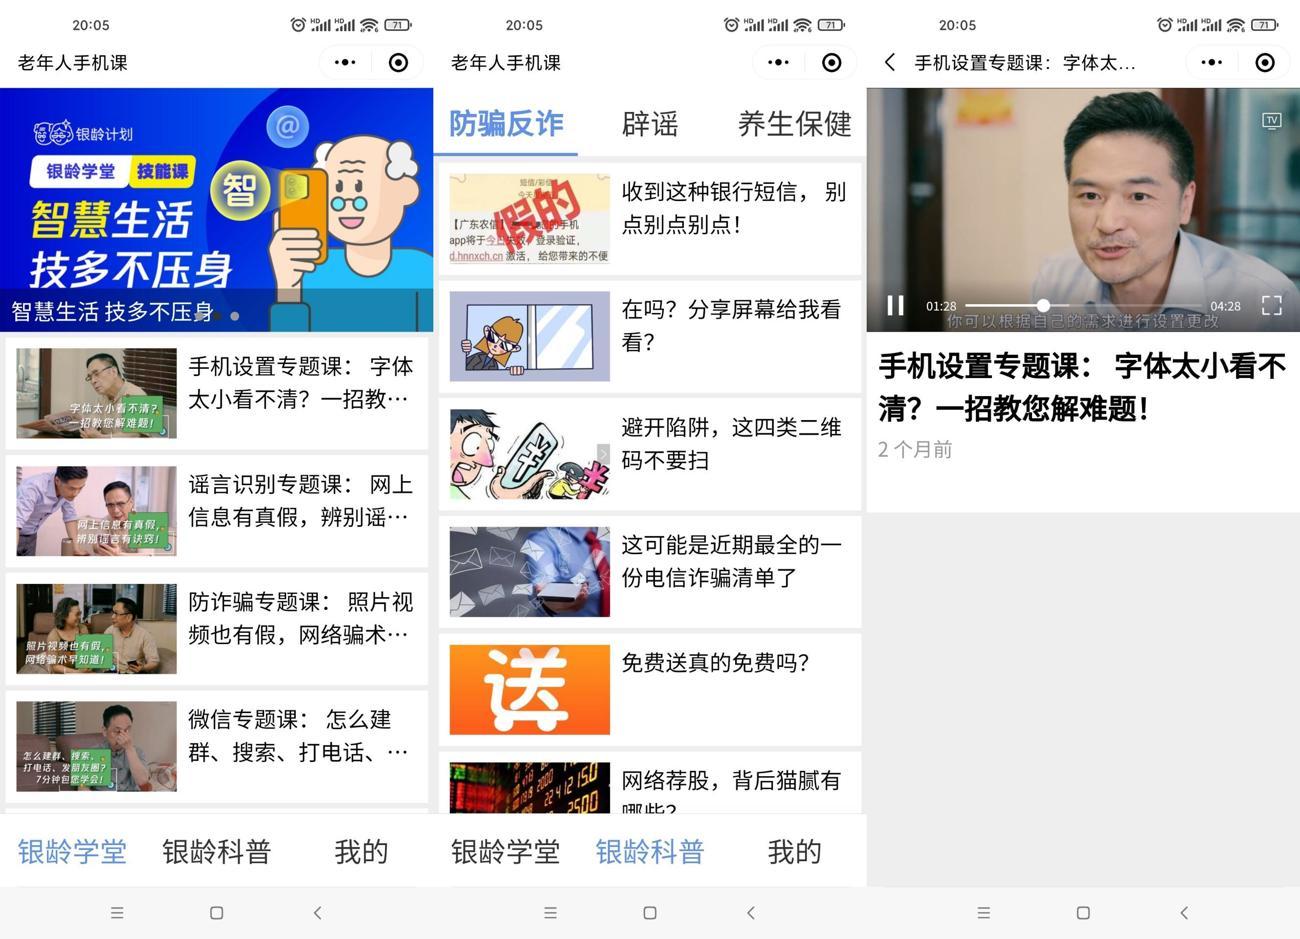 20:05
71
老年人手机课
银龄计划
@
银龄学堂 技能课
智
智慧生活
技多不压身
智慧生活 技多不压身
字体太小看不清？
一招教您解难题！
手机设置专题课： 字体
太小看不清？一招教…
网上信息有真假，
辨别谣言有诀窍！
谣言识别专题课： 网上
信息有真假，辨别谣…
照片视频也有假，
网络骗术早知道！
防诈骗专题课： 照片视
频也有假，网络骗术…
怎么建群、搜索、
打电话、发朋友圈？
7分钟包您学会！
微信专题课： 怎么建
群、搜索、打电话、…
银龄学堂 银龄科普 我的
20:05
71
老年人手机课
防骗反诈 辟谣 养生保健
短信/彩信
假的
【广东农信】
的手机
app将于今日失效，登录验证，
d.hnnxch.cn 激活，给您带来的不便
收到这种银行短信， 别
点别点别点！
在吗？分享屏幕给我看
看？
避开陷阱，这四类二维
码不要扫
这可能是近期最全的一
份电信诈骗清单了
送
免费送真的免费吗？
网络荐股，背后猫腻有
哪些？
银龄学堂 银龄科普 我的
20:05
71
手机设置专题课：字体太…
TV
01:28 04:28
你可以根据自己的需求进行设置更改
手机设置专题课： 字体太小看不
清？一招教您解难题！
2 个月前